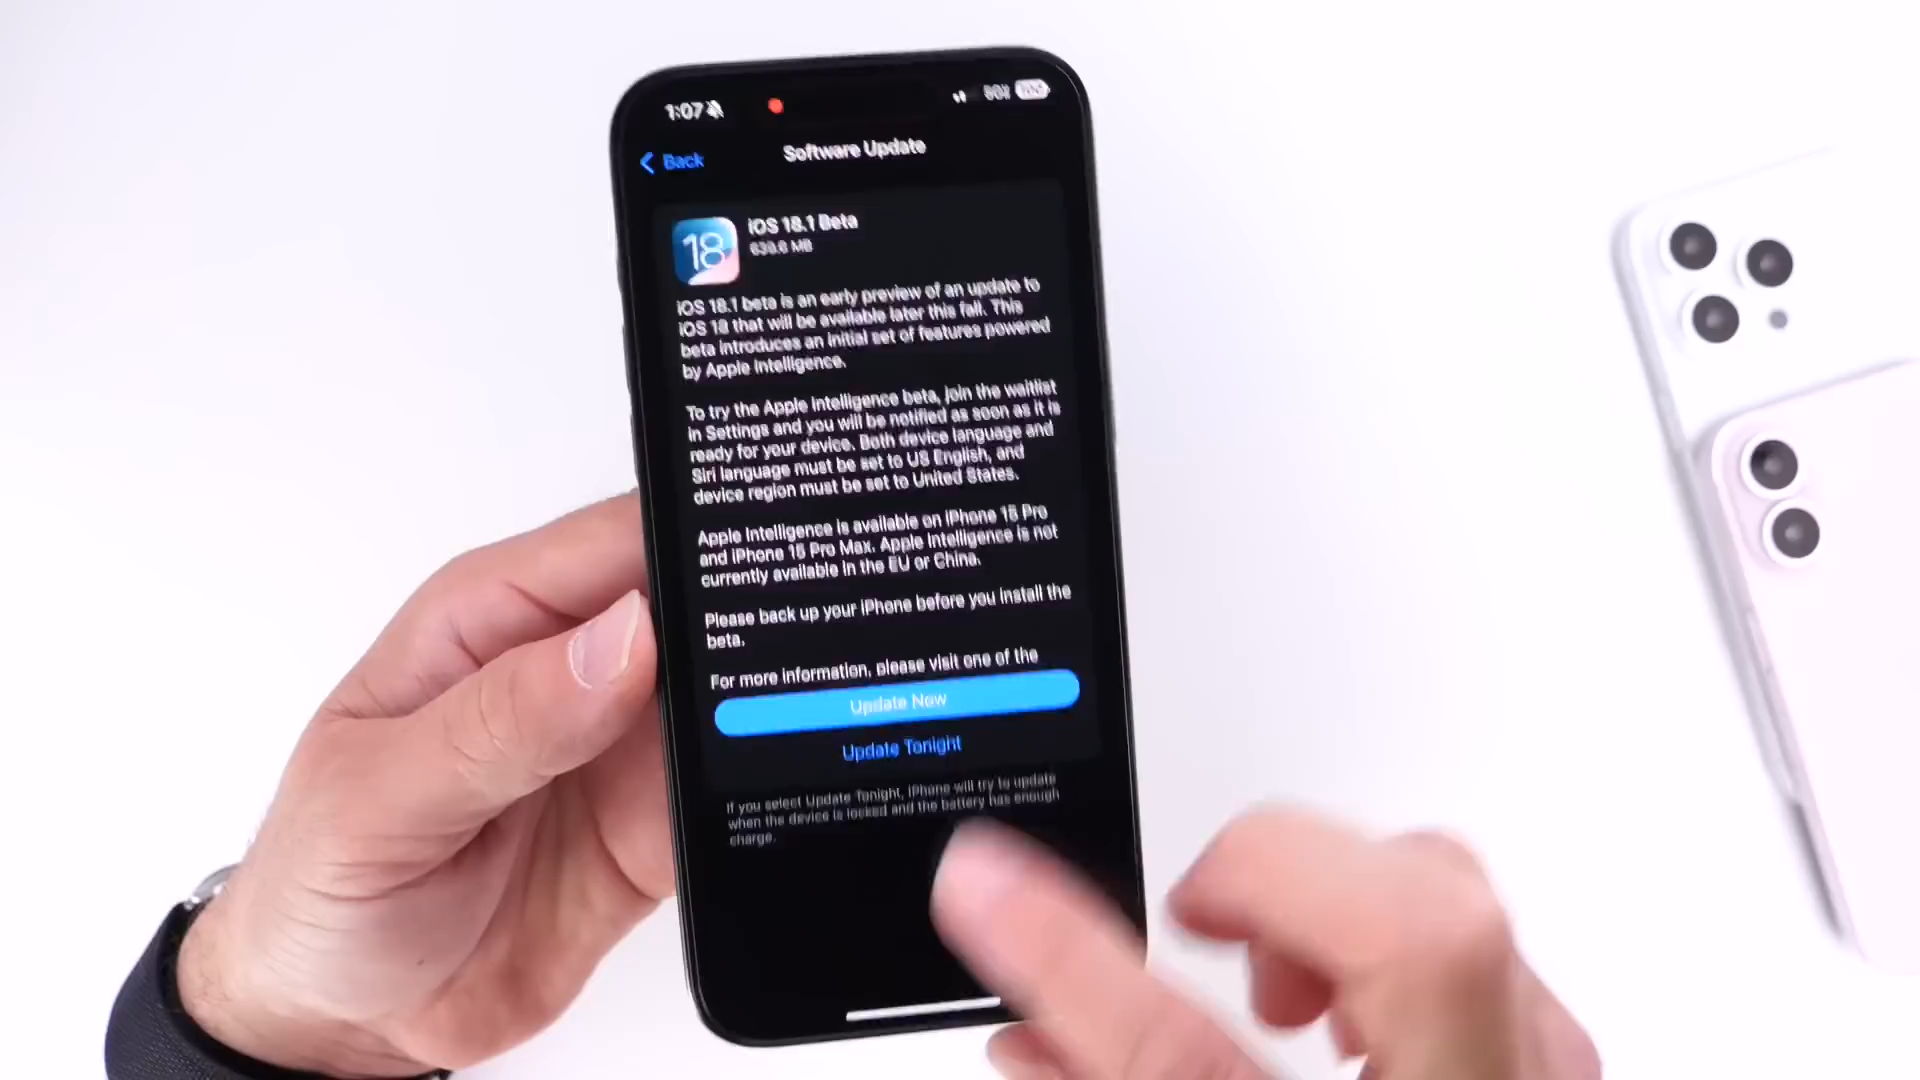 1:07
Back
Software Update
18
iOS 18.1 Beta
639.6 MB
iOS 18.1 beta is an early preview of an update to
iOS 18 that will be available later this fall. This
beta introduces an initial set of features powered
by Apple Intelligence.
To try the Apple Intelligence beta, join the waitlist
in Settings and you will be notified as soon as it is
ready for your device. Both device language and
Siri language must be set to US English, and
device region must be set to United States.
Apple Intelligence is available on iPhone 15 Pro
and iPhone 15 Pro Max. Apple Intelligence is not
currently available in the EU or China.
Please back up your iPhone before you install the
beta.
For more information, please visit one of the
Update Now
Update Tonight
If you select Update Tonight, iPhone will try to update
when the device is locked and the battery has enough
charge.